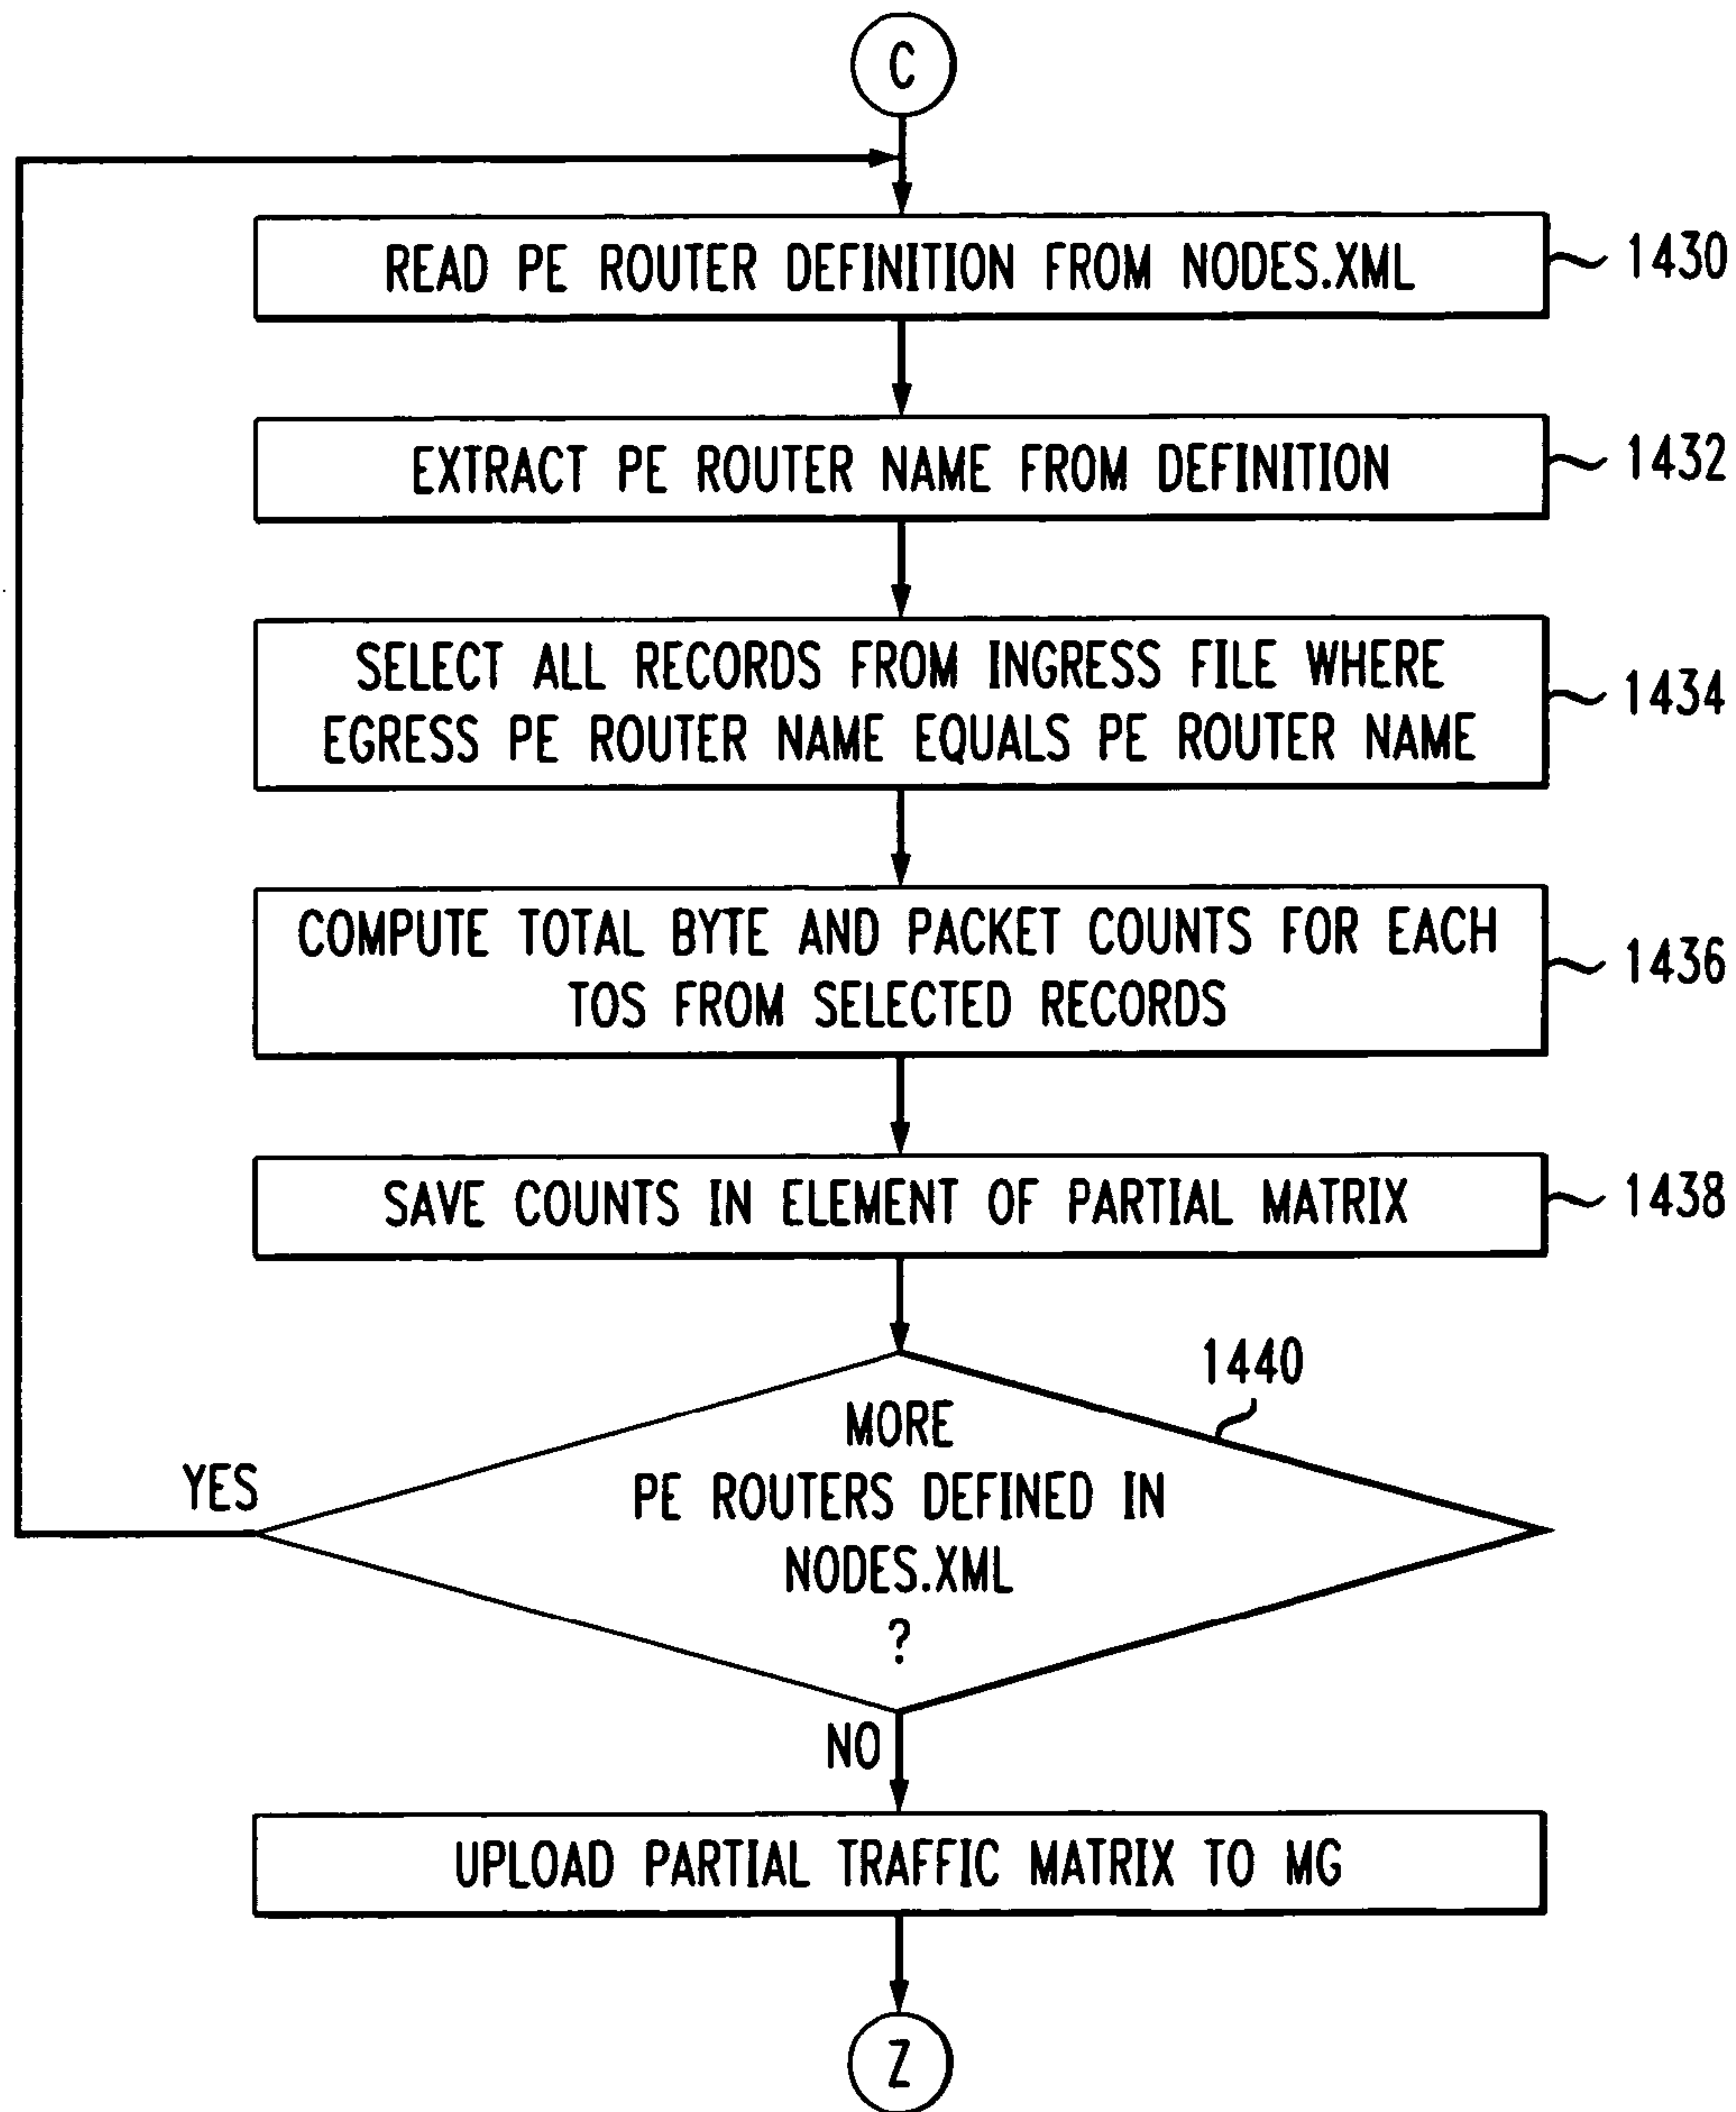 C
READ PE ROUTER DEFINITION FROM NODES.XML
1430
EXTRACT PE ROUTER NAME FROM DEFINITION
1432
SELECT ALL RECORDS FROM INGRESS FILE WHERE
EGRESS PE ROUTER NAME EQUALS PE ROUTER NAME
1434
COMPUTE TOTAL BYTE AND PACKET COUNTS FOR EACH
TOS FROM SELECTED RECORDS
1436
SAVE COUNTS IN ELEMENT OF PARTIAL MATRIX
1438
1440
MORE
PE ROUTERS DEFINED IN
NODES.XML
?
YES
NO
UPLOAD PARTIAL TRAFFIC MATRIX TO MG
Z